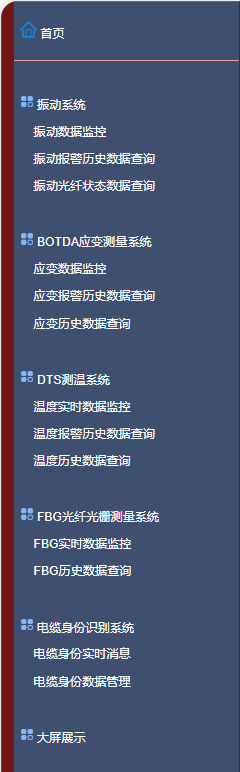 首页
振动系统
振动数据监控
振动报警历史数据查询
振动光纤状态数据查询
BOTDA应变测量系统
应变数据监控
应变报警历史数据查询
应变历史数据查询
DTS测温系统
温度实时数据监控
温度报警历史数据查询
温度历史数据查询
FBG光纤光栅测量系统
FBG实时数据监控
FBG历史数据查询
电缆身份识别系统
电缆身份实时消息
电缆身份数据管理
大屏展示